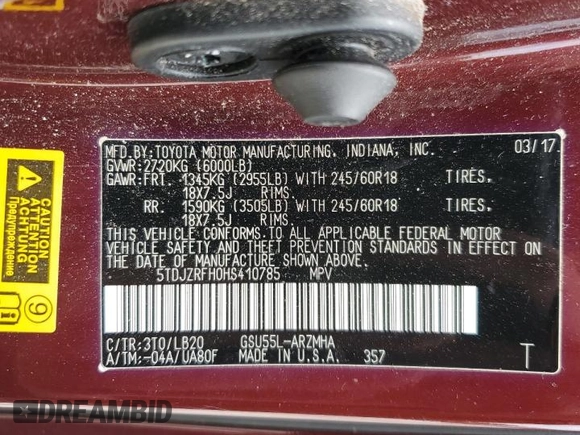 MFD.BY:TOYOTA MOTOR MANUFACTURING, INDIANA, INC. 03/17
GVWR:2720KG (6000LB)
GAWR:FRT. 1345KG (2955LB) WITH 245/60R18 TIRES.
18X7.5J RIMS.
RR. 1590KG (3505LB) WITH 245/60R18 TIRES.
18X7.5J RIMS.
THIS VEHICLE CONFORMS TO ALL APPLICABLE FEDERAL MOTOR
VEHICLE SAFETY AND THEFT PREVENTION STANDARDS IN EFFECT ON
THE DATE OF MANUFACTURE SHOWN ABOVE.
5TDJZRFH0HS410785 MPV
C/TR:3T0/LB20 GSU55L-ARZMHA
A/TM:-04A/UA80F MADE IN U.S.A. 357 T
CAUTION
ATTENTION
ACHTUNG
Предупреждение
9
DREAMBID